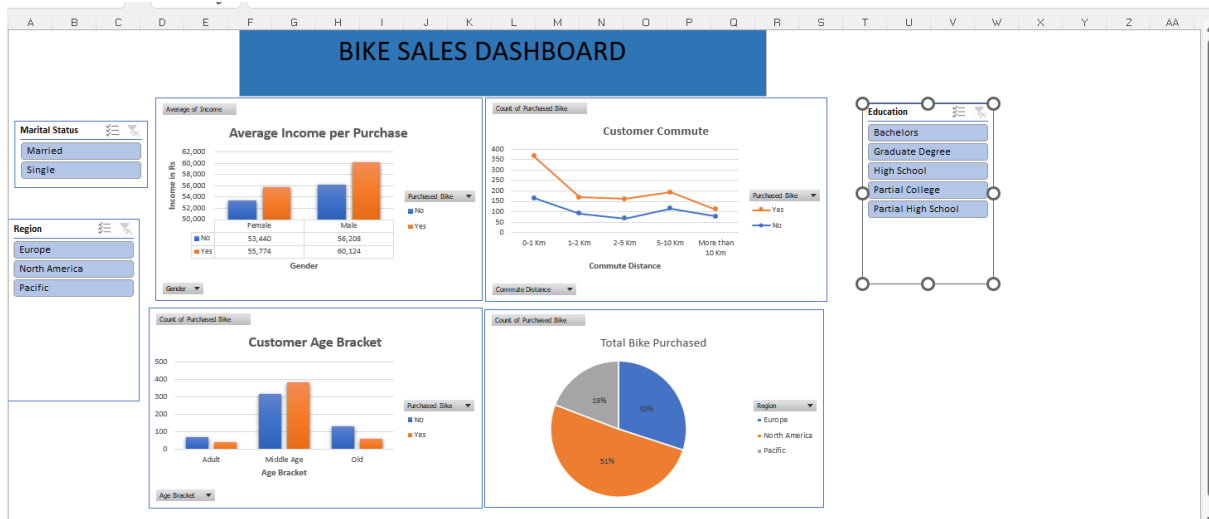 A B C D E F G H I J K L M N O P Q R S T U V W X Y Z AA
BIKE SALES DASHBOARD
Marital Status
Married
Single
Region
Europe
North America
Pacific
Average of Income
Average Income per Purchase
Income in Rs
62,000
60,000
58,000
56,000
54,000
52,000
50,000
Female Male
No 53,440 56,208
Yes 55,774 60,124
Gender
Purchased Bike
No
Yes
Gender
Count of Purchased Bike
Customer Commute
400
350
300
250
200
150
100
50
0
0-1 Km 1-2 Km 2-5 Km 5-10 Km More than
10 Km
Commute Distance
Purchased Bike
Yes
No
Commute Distance
Education
Bachelors
Graduate Degree
High School
Partial College
Partial High School
Count of Purchased Bike
Customer Age Bracket
500
400
300
200
100
0
Adult Middle Age Old
Age Bracket
Purchased Bike
No
Yes
Age Bracket
Count of Purchased Bike
Total Bike Purchased
19%
30%
51%
Region
Europe
North America
Pacific